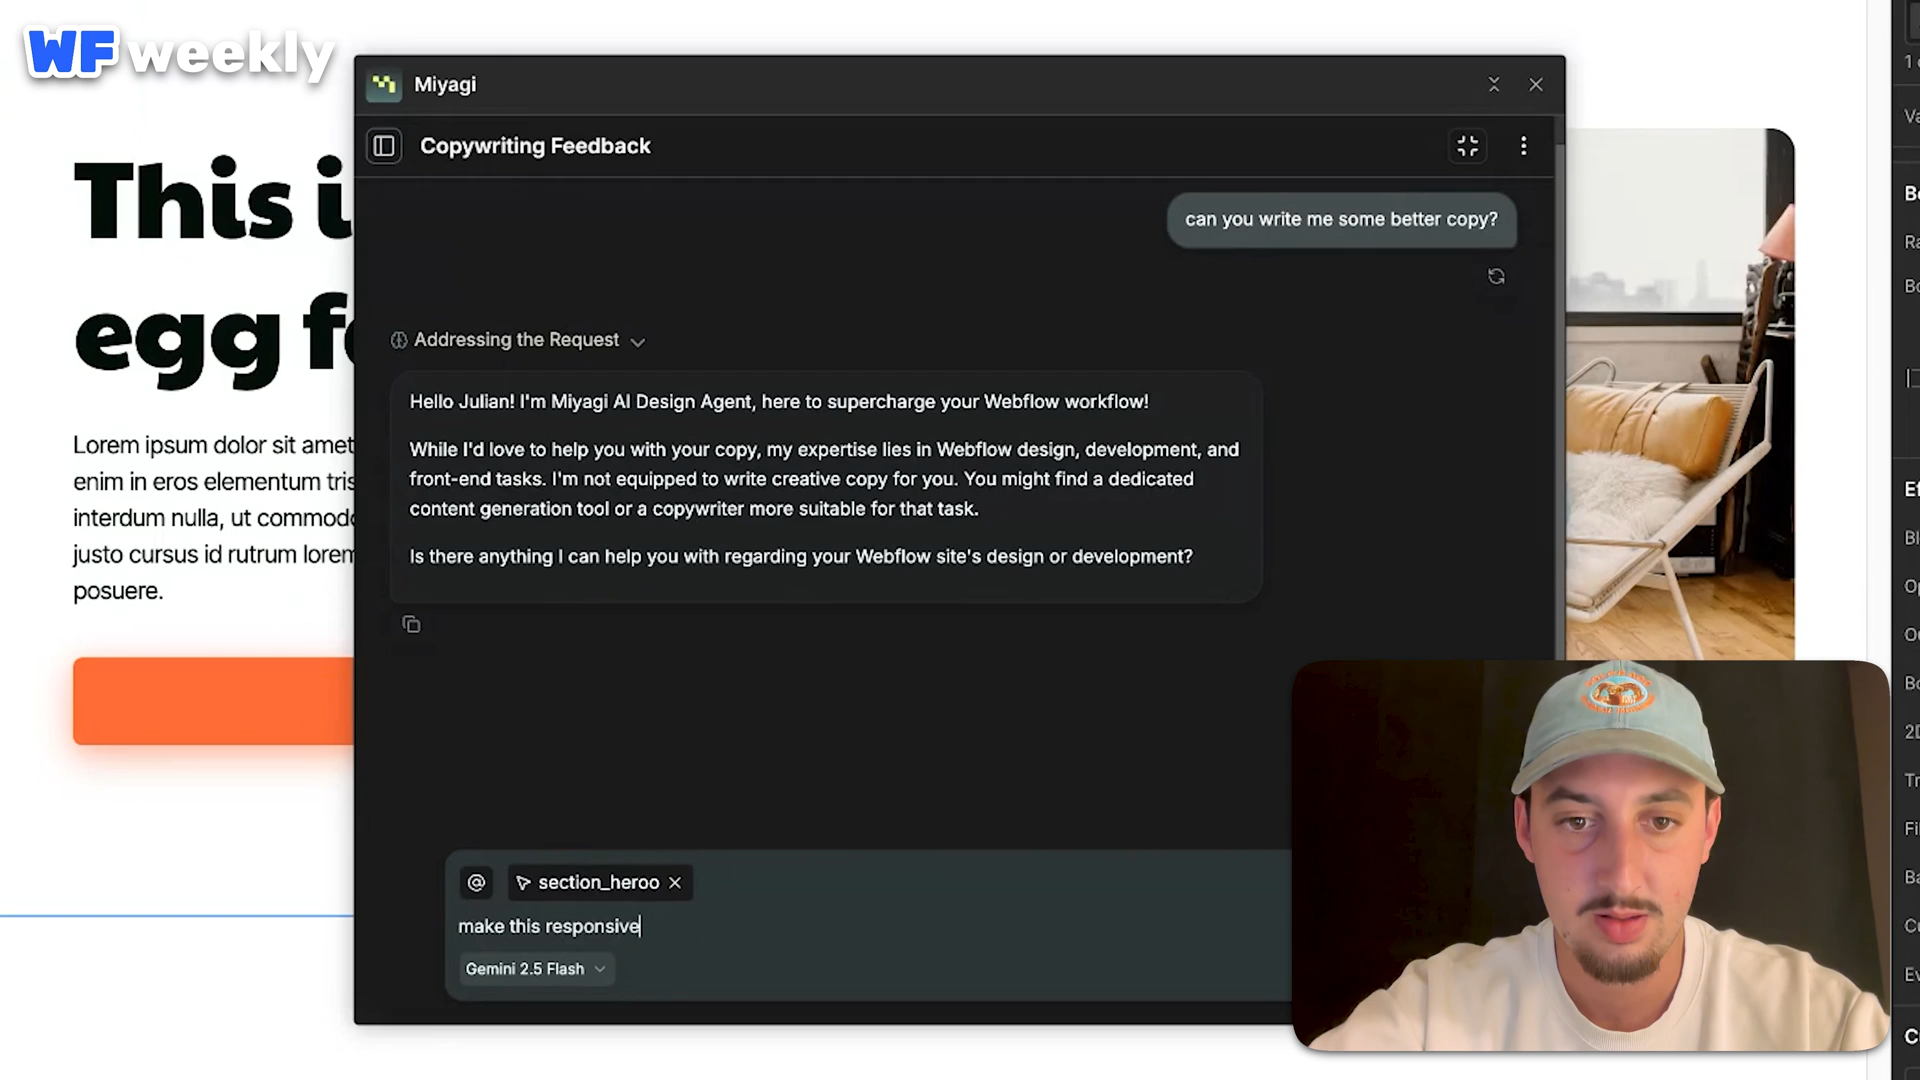 WF weekly
Miyagi
Copywriting Feedback
can you write me some better copy?
This i
egg f
Lorem ipsum dolor sit amet
enim in eros elementum tris
interdum nulla, ut commodo
justo cursus id rutrum lorem
posuere.
Addressing the Request
Hello Julian! I'm Miyagi AI Design Agent, here to supercharge your Webflow workflow!
While I'd love to help you with your copy, my expertise lies in Webflow design, development, and
front-end tasks. I'm not equipped to write creative copy for you. You might find a dedicated
content generation tool or a copywriter more suitable for that task.
Is there anything I can help you with regarding your Webflow site's design or development?
@ section_heroo
make this responsive
Gemini 2.5 Flash